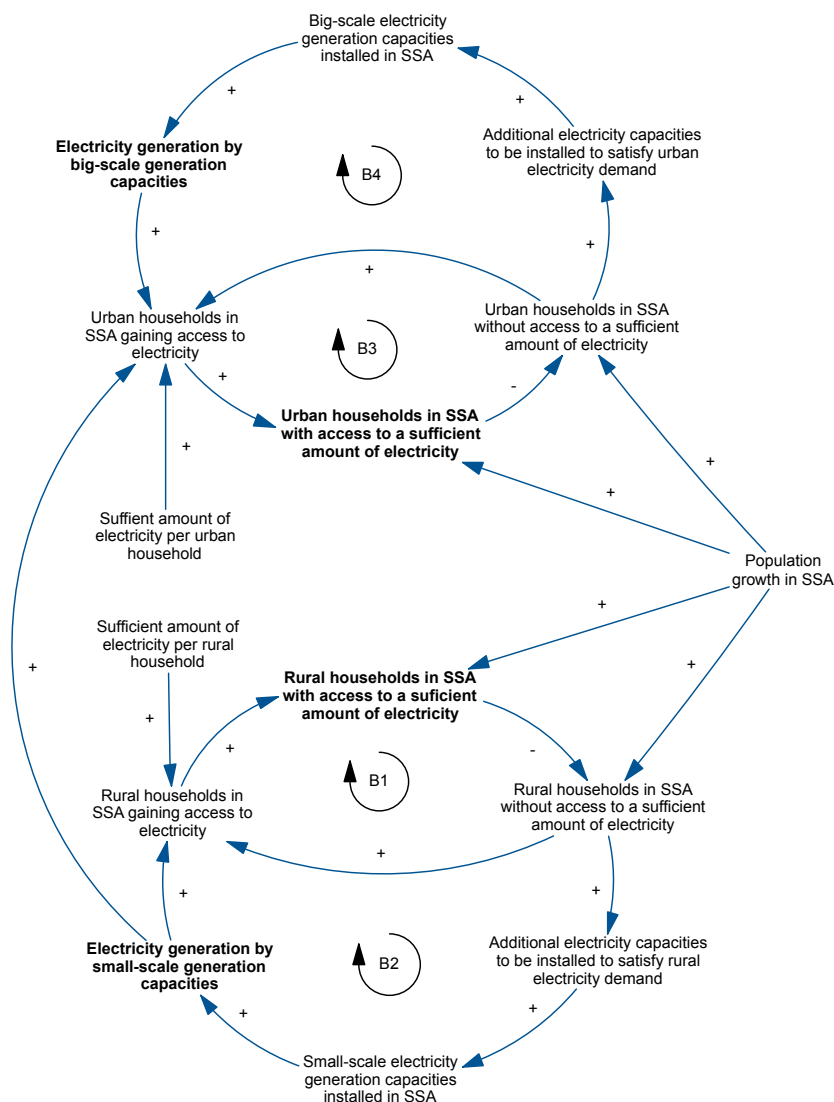 Big-scale electricity
generation capacities
installed in SSA
+
+
Electricity generation by
big-scale generation
capacities
B4
Additional electricity capacities
to be installed to satisfy urban
electricity demand
+
+
+
Urban households in
SSA gaining access to
electricity
B3
Urban households in SSA
without access to a sufficient
amount of electricity
+
-
Urban households in SSA
with access to a sufficient
amount of electricity
+
+
+
Suffient amount of
electricity per urban
household
Population
growth in SSA
Sufficient amount of
electricity per rural
household
+
+
+
Rural households in SSA
with access to a suficient
amount of electricity
+
+
-
B1
Rural households in
SSA gaining access to
electricity
Rural households in SSA
without access to a sufficient
amount of electricity
+
+
+
Electricity generation by
small-scale generation
capacities
B2
Additional electricity capacities
to be installed to satisfy rural
electricity demand
+
+
Small-scale electricity
generation capacities
installed in SSA